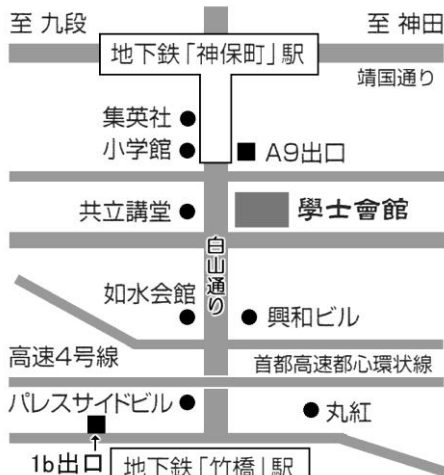 至 九段
至 神田
地下鉄「神保町」駅
靖国通り
集英社
小学館
A9出口
共立講堂
學士會館
白山通り
如水会館
興和ビル
高速4号線
首都高速都心環状線
パレスサイドビル
丸紅
1b出口
地下鉄「竹橋」駅